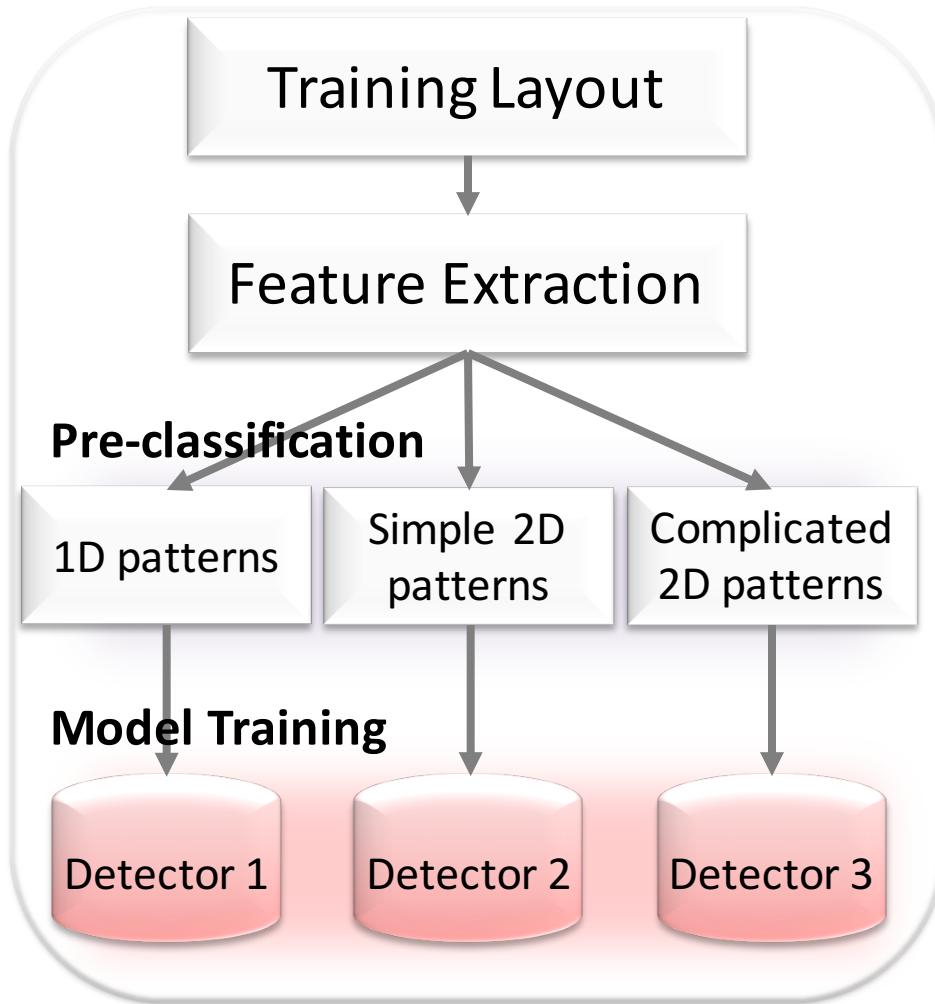 Training Layout
Feature Extraction
Pre-classification
1D patterns
Simple 2D
patterns
Complicated
2D patterns
Model Training
Detector 1
Detector 2
Detector 3